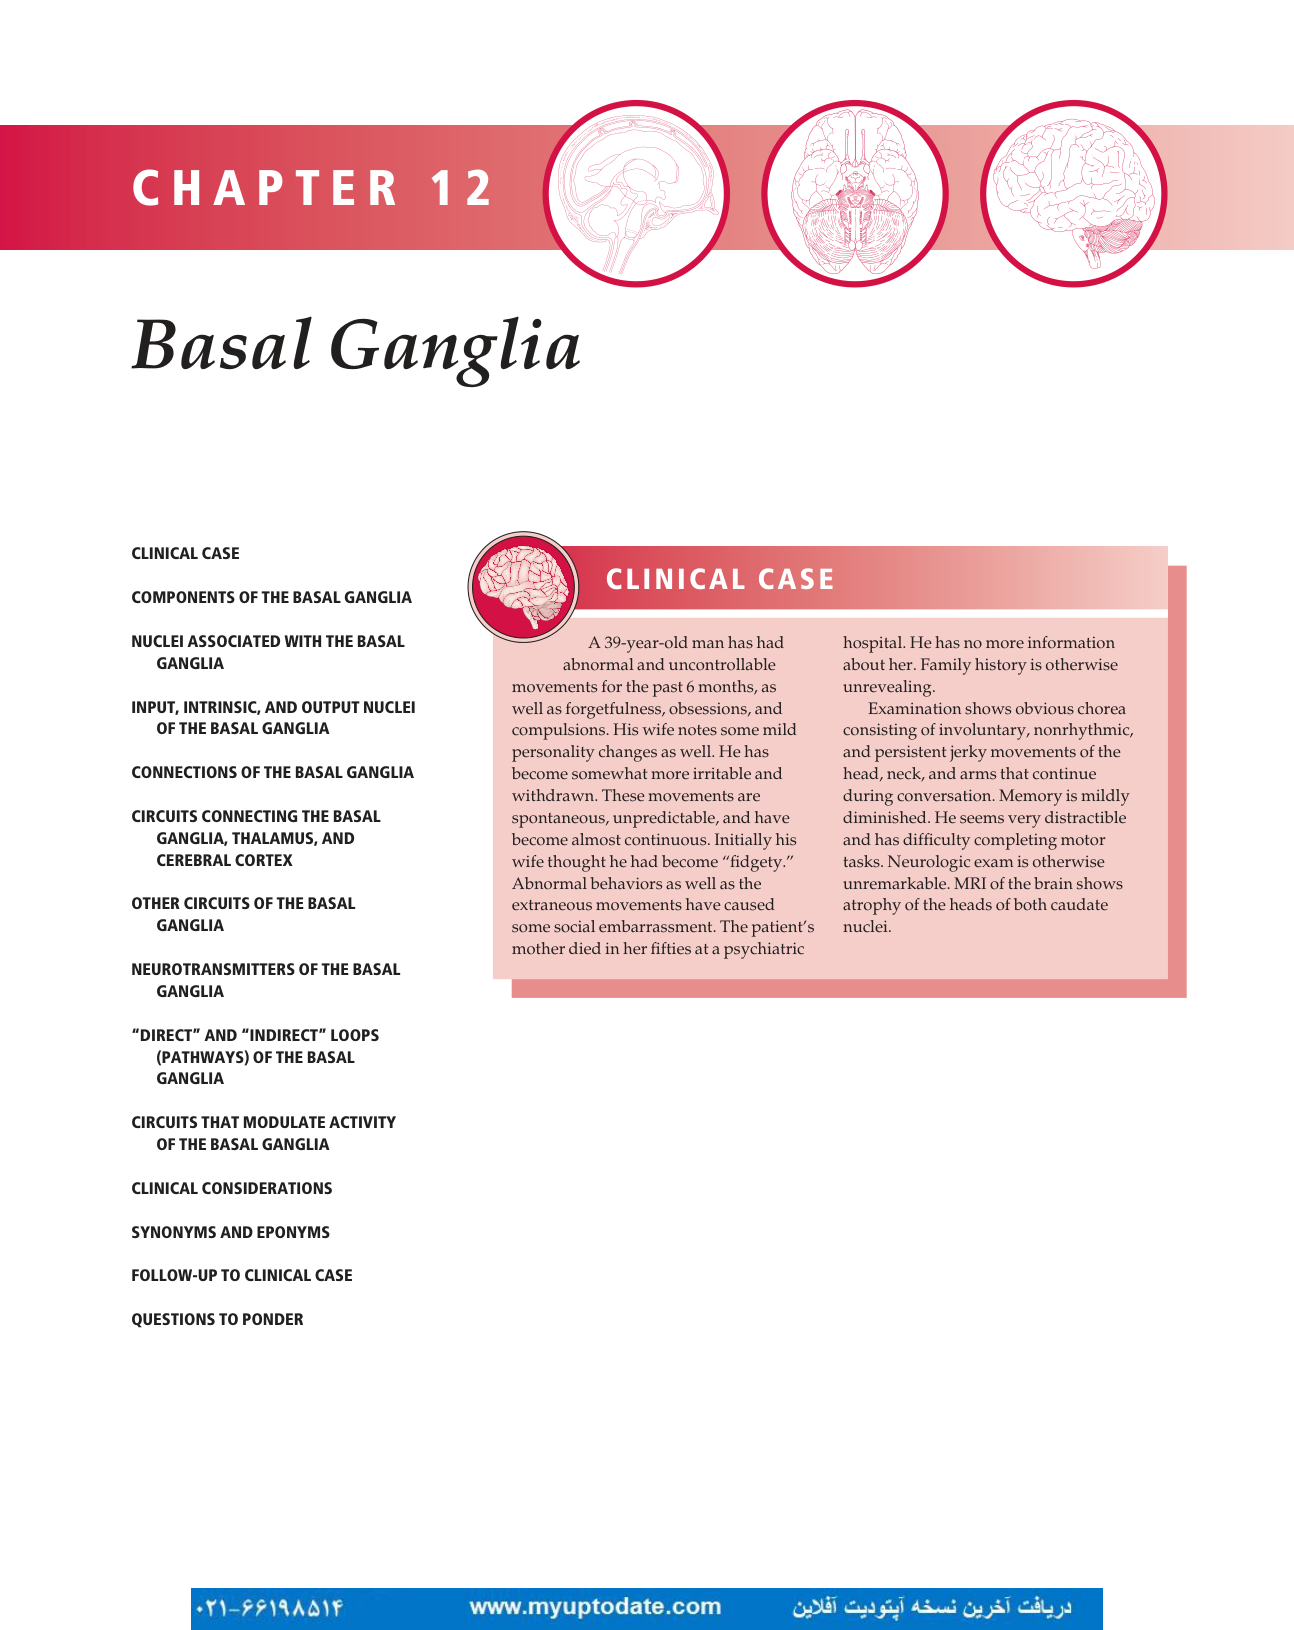 CHAPTER 12
Basal Ganglia
CLINICAL CASE
COMPONENTS OF THE BASAL GANGLIA
NUCLEI ASSOCIATED WITH THE BASAL
GANGLIA
INPUT, INTRINSIC, AND OUTPUT NUCLEI
OF THE BASAL GANGLIA
CONNECTIONS OF THE BASAL GANGLIA
CIRCUITS CONNECTING THE BASAL
GANGLIA, THALAMUS, AND
CEREBRAL CORTEX
OTHER CIRCUITS OF THE BASAL
GANGLIA
NEUROTRANSMITTERS OF THE BASAL
GANGLIA
“DIRECT” AND “INDIRECT” LOOPS
(PATHWAYS) OF THE BASAL
GANGLIA
CIRCUITS THAT MODULATE ACTIVITY
OF THE BASAL GANGLIA
CLINICAL CONSIDERATIONS
SYNONYMS AND EPONYMS
FOLLOW-UP TO CLINICAL CASE
QUESTIONS TO PONDER
CLINICAL CASE
A 39-year-old man has had
abnormal and uncontrollable
movements for the past 6 months, as
well as forgetfulness, obsessions, and
compulsions. His wife notes some mild
personality changes as well. He has
become somewhat more irritable and
withdrawn. These movements are
spontaneous, unpredictable, and have
become almost continuous. Initially his
wife thought he had become “fidgety.”
Abnormal behaviors as well as the
extraneous movements have caused
some social embarrassment. The patient’s
mother died in her fifties at a psychiatric
hospital. He has no more information
about her. Family history is otherwise
unrevealing.
Examination shows obvious chorea
consisting of involuntary, nonrhythmic,
and persistent jerky movements of the
head, neck, and arms that continue
during conversation. Memory is mildly
diminished. He seems very distractible
and has difficulty completing motor
tasks. Neurologic exam is otherwise
unremarkable. MRI of the brain shows
atrophy of the heads of both caudate
nuclei.
۰۲۱-۶۶۱۹۸۵۱۴
www.myuptodate.com
دریافت آخرین نسخه آپتودیت آفلاین